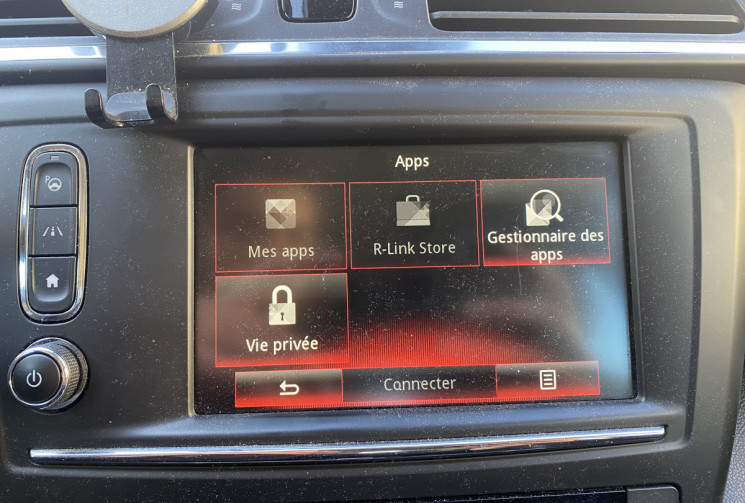 Apps
Mes apps
R-Link Store
Gestionnaire des
apps
Vie privée
Connecter
P